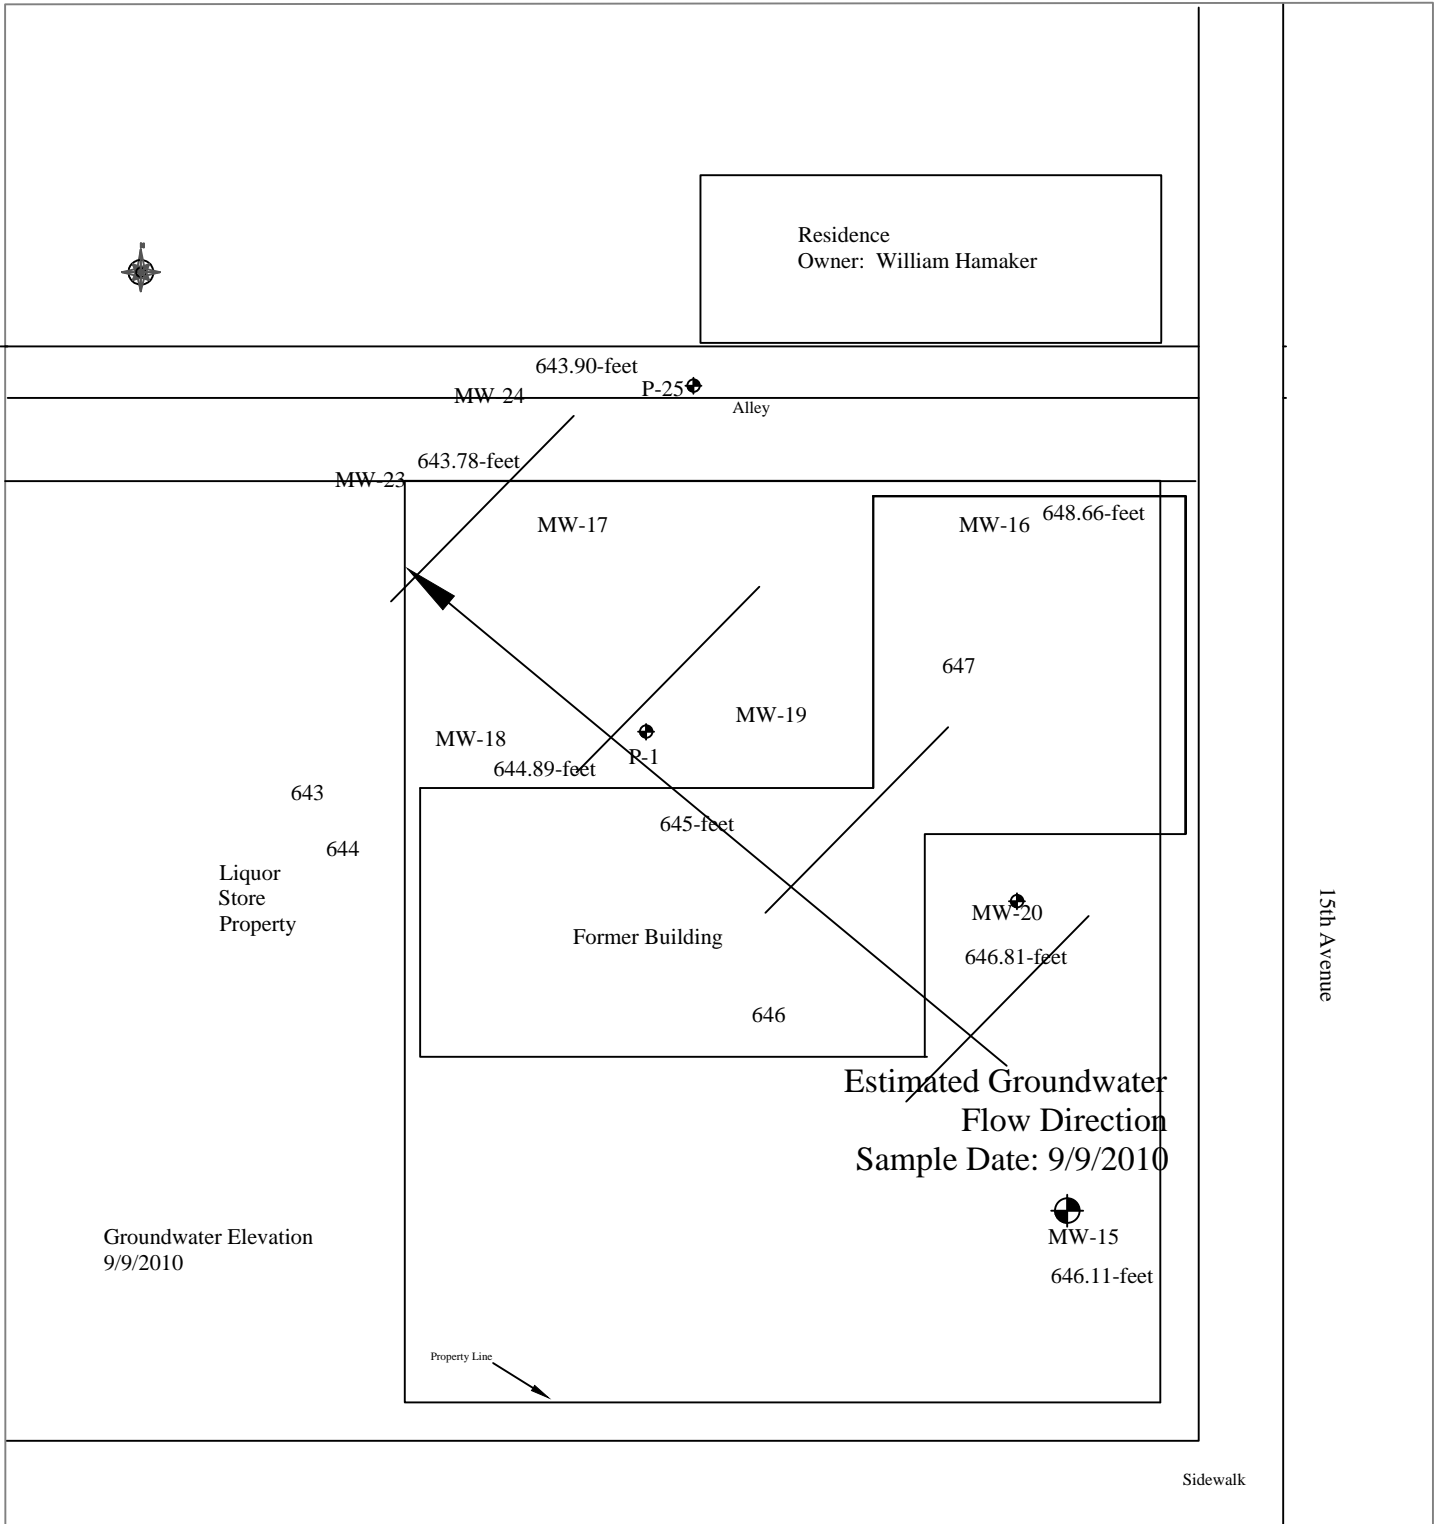 Residence
Owner: William Hamaker
N
643.90-feet
P-25
MW-24
Alley
643.78-feet
MW-23
648.66-feet
MW-17
MW-16
647
MW-19
MW-18
P-1
644.89-feet
643
645-feet
644
Liquor
Store
Property
15th Avenue
MW-20
Former Building
646.81-feet
646
Estimated Groundwater
Flow Direction
Sample Date: 9/9/2010
Groundwater Elevation
9/9/2010
MW-15
646.11-feet
Property Line
Sidewalk